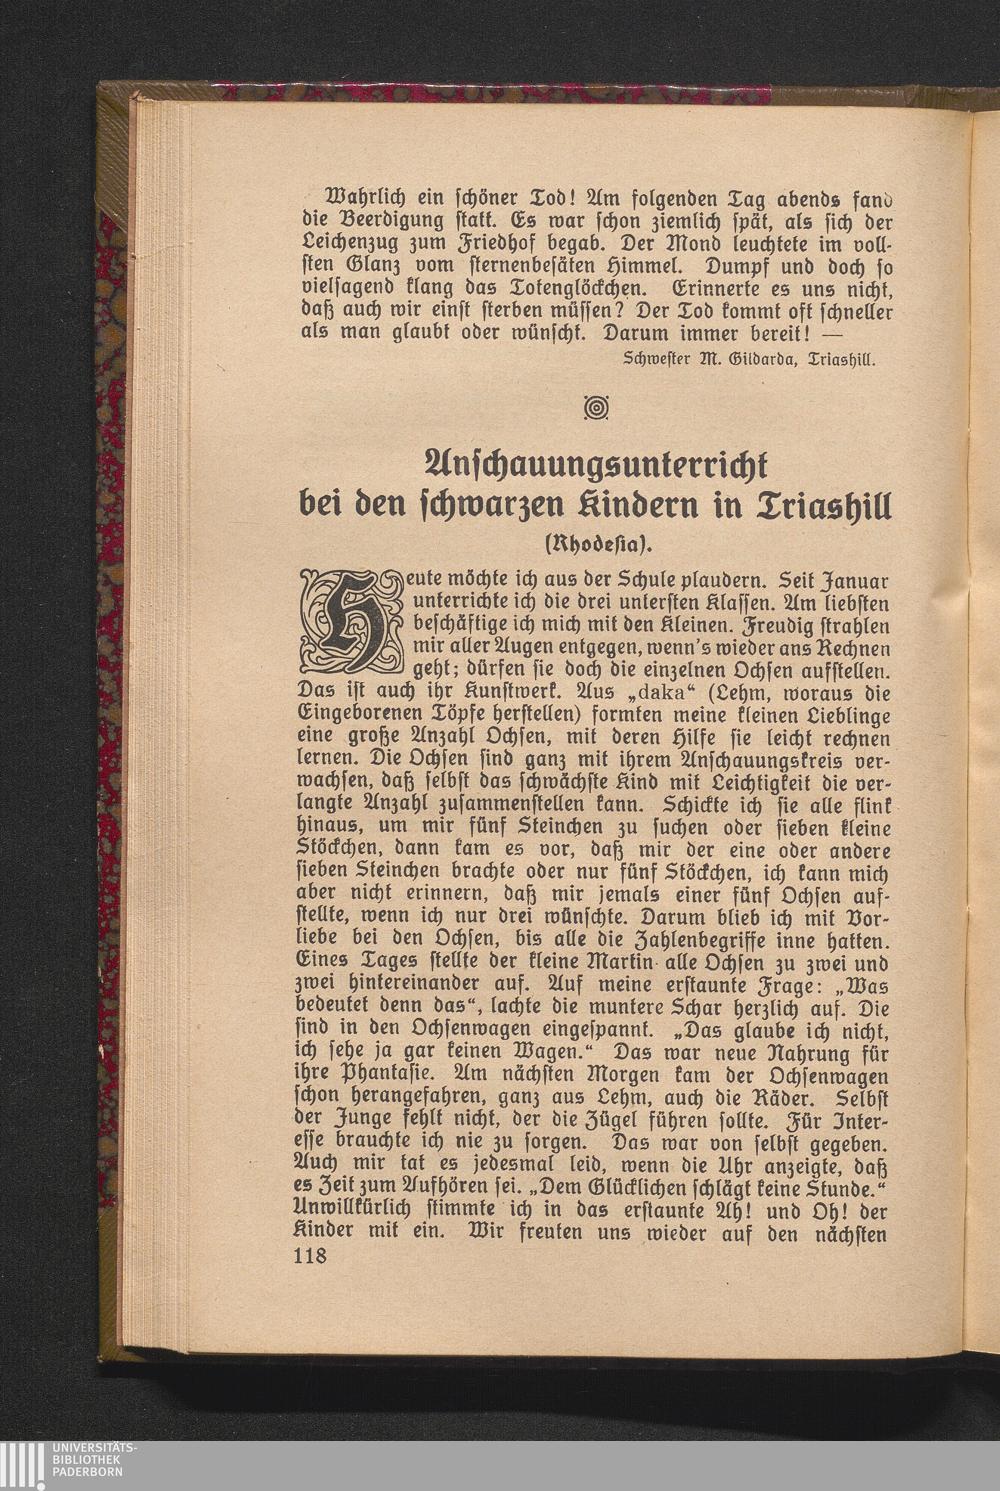 Wahrlich ein schöner Tod! Am folgenden Tag abends fand
die Beerdigung statt. Es war schon ziemlich spät, als sich der
Leichenzug zum Friedhof begab. Der Mond leuchtete im voll-
sten Glanz vom sternenbesäten Himmel. Dumpf und doch so
vielsagend klang das Totenglöckchen. Erinnerte es uns nicht,
daß auch wir einst sterben müssen? Der Tod kommt oft schneller
als man glaubt oder wünscht. Darum immer bereit! —
Schwester M. Gildarda, Triashill.
Anschauungsunterricht
bei den schwarzen Kindern in Triashill
(Rhodesia).
Heute möchte ich aus der Schule plaudern. Seit Januar
unterrichte ich die drei untersten Klassen. Am liebsten
beschäftige ich mich mit den Kleinen. Freudig strahlen
mir aller Augen entgegen, wenn's wieder ans Rechnen
geht; dürfen sie doch die einzelnen Ochsen aufstellen.
Das ist auch ihr Kunstwerk. Aus „daka“ (Lehm, woraus die
Eingeborenen Töpfe herstellen) formten meine kleinen Lieblinge
eine große Anzahl Ochsen, mit deren Hilfe sie leicht rechnen
lernen. Die Ochsen sind ganz mit ihrem Anschauungskreis ver-
wachsen, daß selbst das schwächste Kind mit Leichtigkeit die ver-
langte Anzahl zusammenstellen kann. Schickte ich sie alle flink
hinaus, um mir fünf Steinchen zu suchen oder sieben kleine
Stöckchen, dann kam es vor, daß mir der eine oder andere
sieben Steinchen brachte oder nur fünf Stöckchen, ich kann mich
aber nicht erinnern, daß mir jemals einer fünf Ochsen auf-
stellte, wenn ich nur drei wünschte. Darum blieb ich mit Vor-
liebe bei den Ochsen, bis alle die Zahlenbegriffe inne hatten.
Eines Tages stellte der kleine Martin alle Ochsen zu zwei und
zwei hintereinander auf. Auf meine erstaunte Frage: „Was
bedeutet denn das“, lachte die muntere Schar herzlich auf. Die
sind in den Ochsenwagen eingespannt. „Das glaube ich nicht,
ich sehe ja gar keinen Wagen.“ Das war neue Nahrung für
ihre Phantasie. Am nächsten Morgen kam der Ochsenwagen
schon herangefahren, ganz aus Lehm, auch die Räder. Selbst
der Junge fehlt nicht, der die Zügel führen sollte. Für Inter-
esse brauchte ich nie zu sorgen. Das war von selbst gegeben.
Auch mir tat es jedesmal leid, wenn die Uhr anzeigte, daß
es Zeit zum Aufhören sei. „Dem Glücklichen schlägt keine Stunde.“
Unwillkürlich stimmte ich in das erstaunte Ah! und Oh! der
Kinder mit ein. Wir freuten uns wieder auf den nächsten
118
UNIVERSITÄTS-
BIBLIOTHEK
PADERBORN